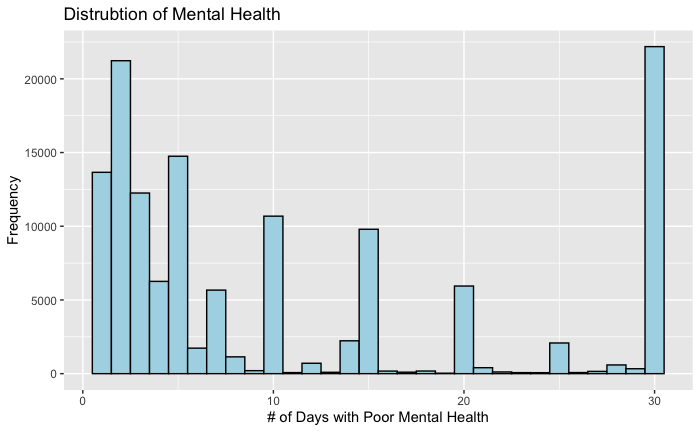 Distrubtion of Mental Health
Frequency
20000
15000
10000
5000
0
0 10 20 30
# of Days with Poor Mental Health